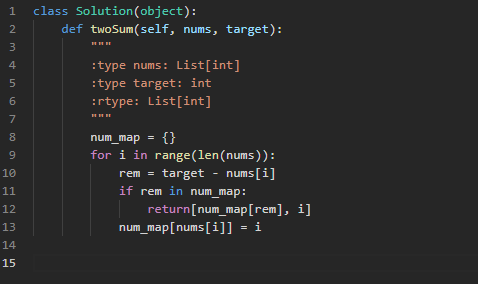 1 class Solution(object):
2     def twoSum(self, nums, target):
3         """
4         :type nums: List[int]
5         :type target: int
6         :rtype: List[int]
7         """
8         num_map = {}
9         for i in range(len(nums)):
10             rem = target - nums[i]
11             if rem in num_map:
12                 return[num_map[rem], i]
13             num_map[nums[i]] = i
14
15